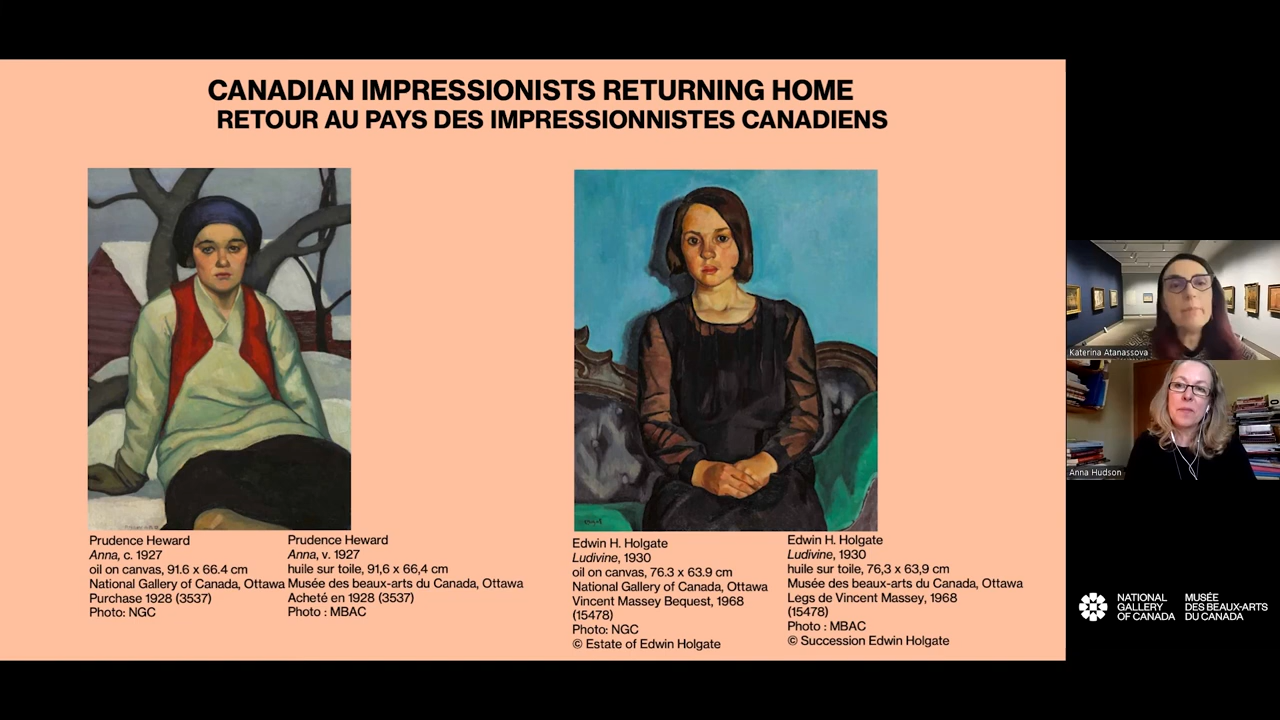 CANADIAN IMPRESSIONISTS RETURNING HOME
RETOUR AU PAYS DES IMPRESSIONNISTES CANADIENS
Prudence Heward
Anna, c. 1927
oil on canvas, 91.6 x 66.4 cm
National Gallery of Canada, Ottawa
Purchase 1928 (3537)
Photo: NGC
Prudence Heward
Anna, v. 1927
huile sur toile, 91,6 x 66,4 cm
Musée des beaux-arts du Canada, Ottawa
Acheté en 1928 (3537)
Photo : MBAC
Edwin H. Holgate
Ludivine, 1930
oil on canvas, 76.3 x 63.9 cm
National Gallery of Canada, Ottawa
Vincent Massey Bequest, 1968
(15478)
Photo: NGC
© Estate of Edwin Holgate
Edwin H. Holgate
Ludivine, 1930
huile sur toile, 76,3 x 63,9 cm
Musée des beaux-arts du Canada, Ottawa
Legs de Vincent Massey, 1968
(15478)
Photo : MBAC
© Succession Edwin Holgate
Katerina Atanassova
Anna Hudson
NATIONAL
GALLERY
OF CANADA
MUSÉE
DES BEAUX-ARTS
DU CANADA